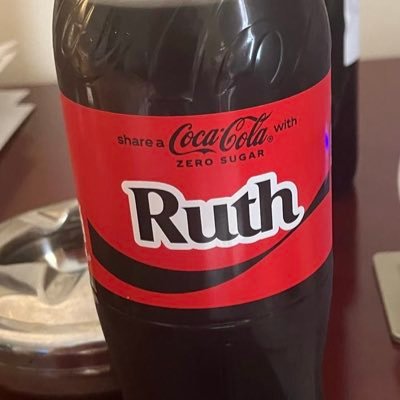 share a Coca-Cola® with
ZERO SUGAR
Ruth